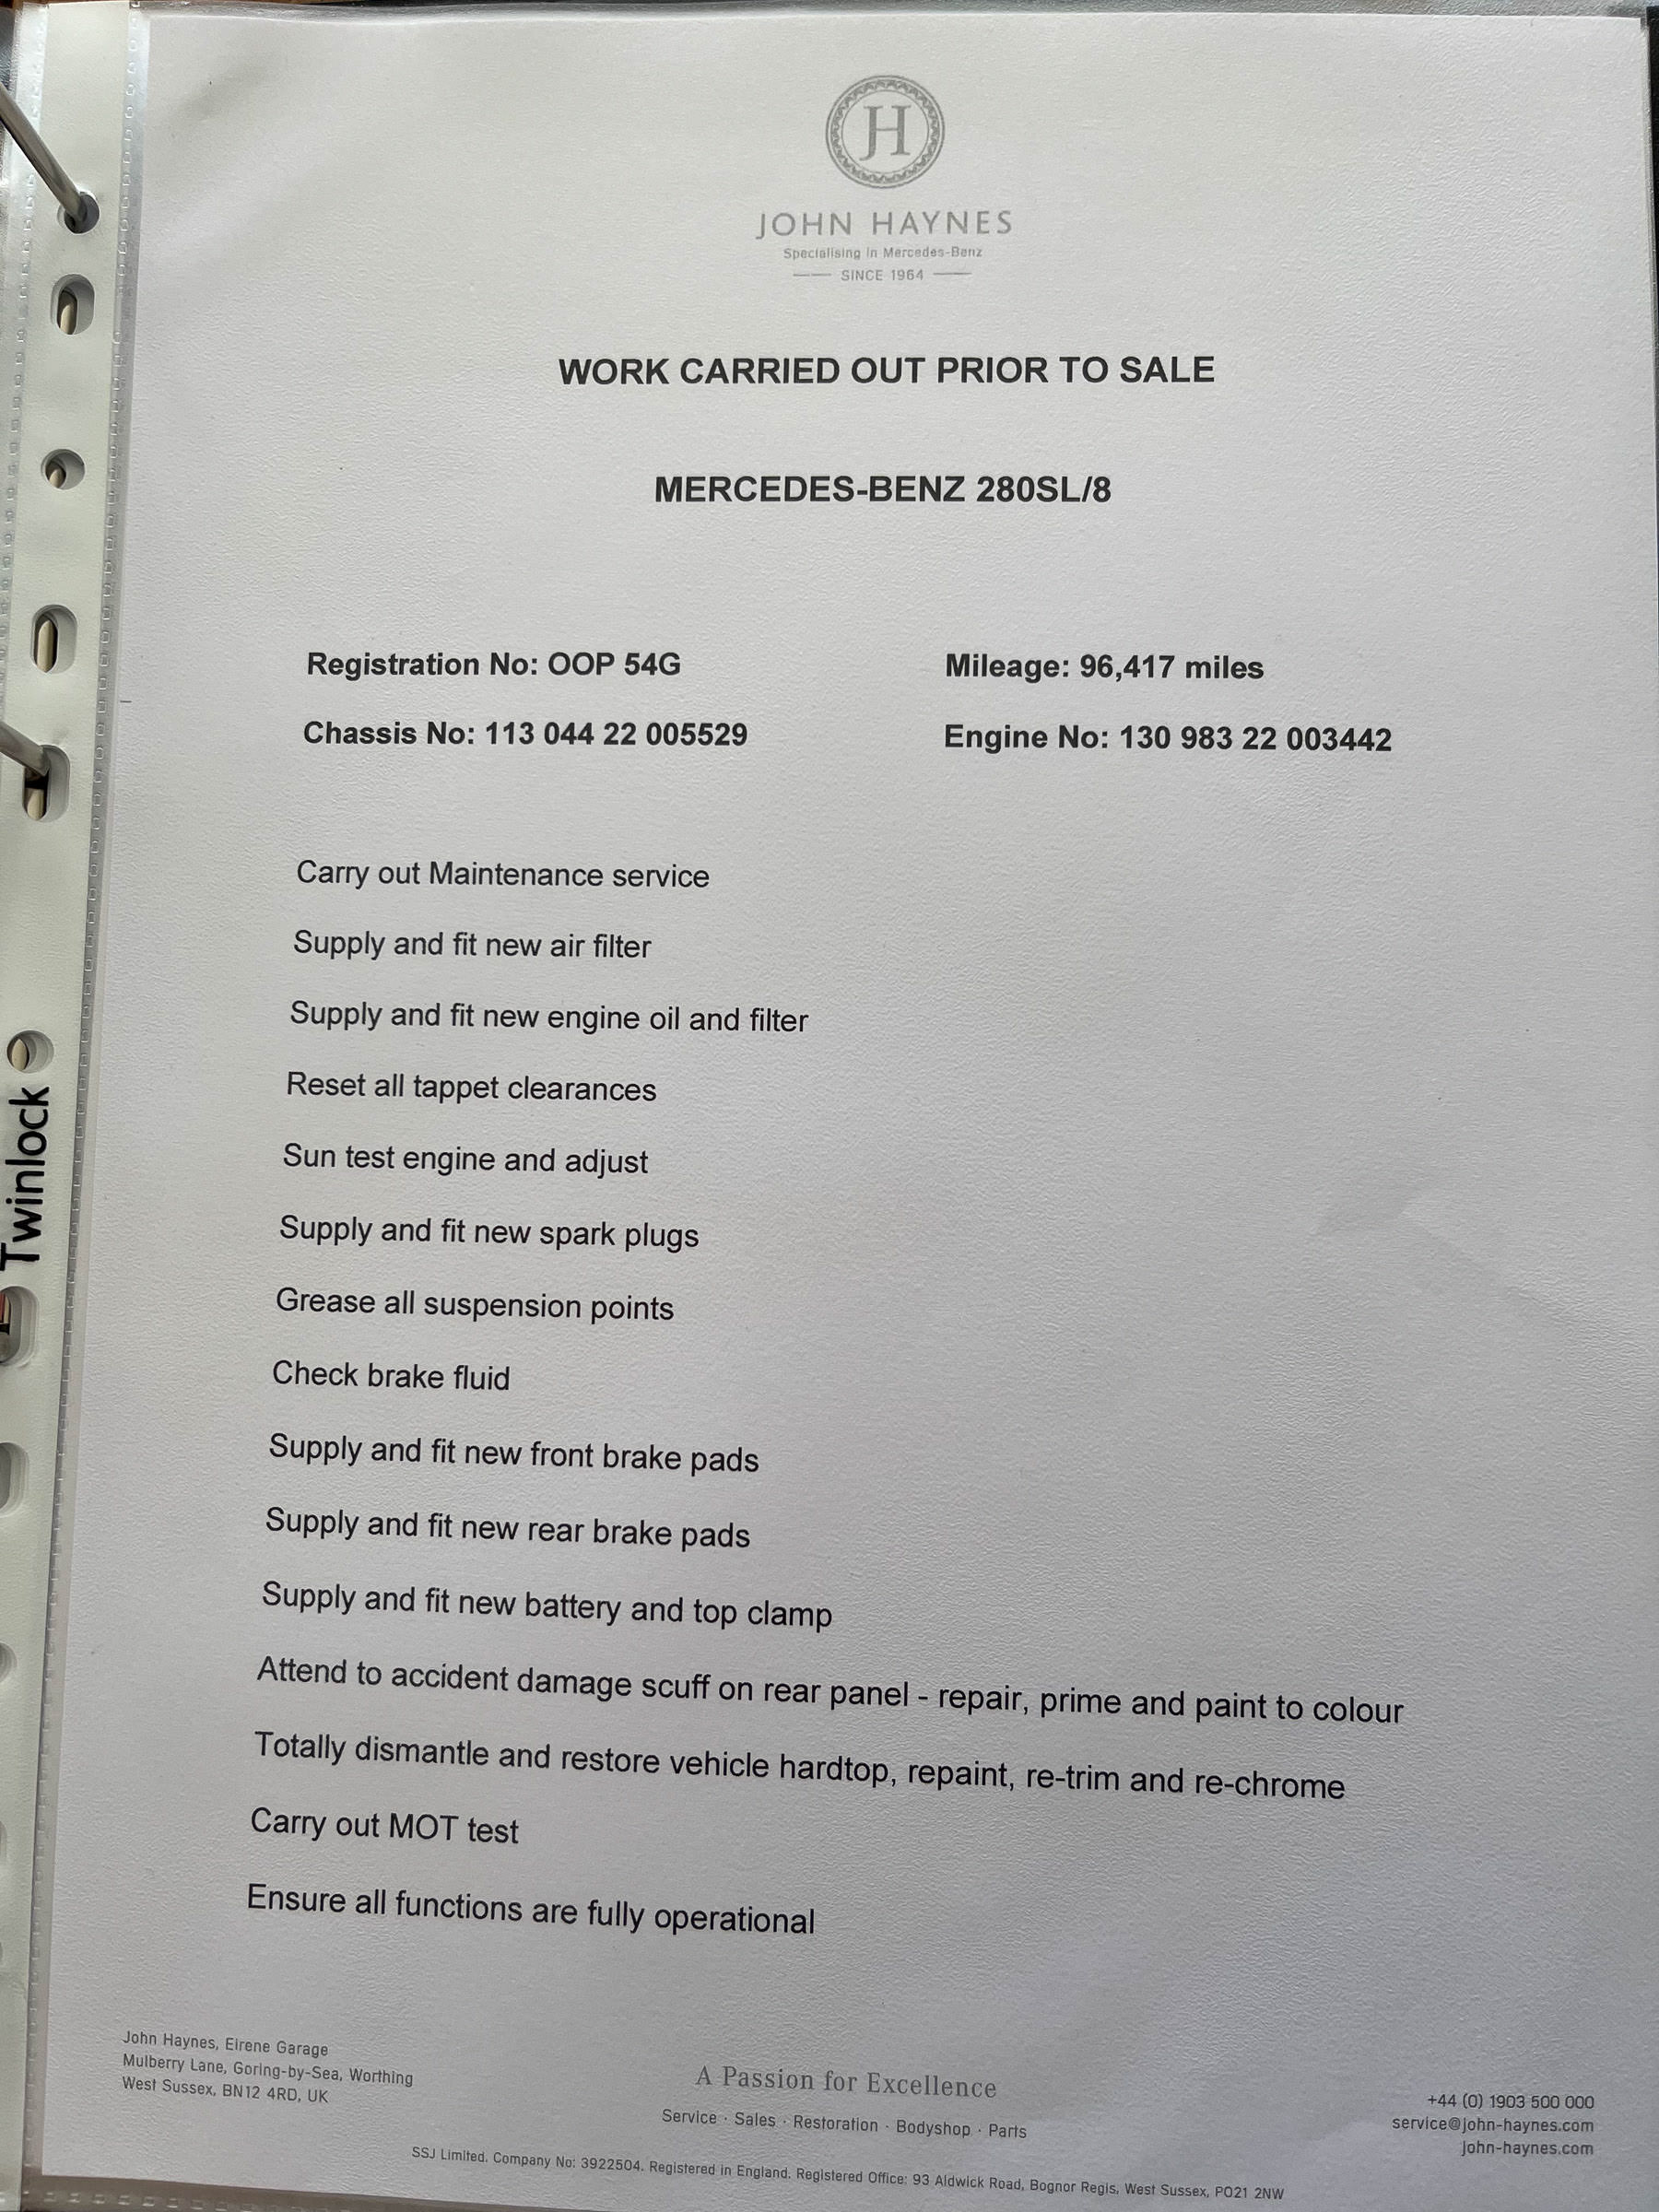 JH
JOHN HAYNES
Specialising in Mercedes-Benz
SINCE 1964
WORK CARRIED OUT PRIOR TO SALE
MERCEDES-BENZ 280SL/8
Registration No: OOP 54G
Mileage: 96,417 miles
Chassis No: 113 044 22 005529
Engine No: 130 983 22 003442
Carry out Maintenance service
Supply and fit new air filter
Supply and fit new engine oil and filter
Reset all tappet clearances
Sun test engine and adjust
Supply and fit new spark plugs
Grease all suspension points
Check brake fluid
Supply and fit new front brake pads
Supply and fit new rear brake pads
Supply and fit new battery and top clamp
Attend to accident damage scuff on rear panel - repair, prime and paint to colour
Totally dismantle and restore vehicle hardtop, repaint, re-trim and re-chrome
Carry out MOT test
Ensure all functions are fully operational
Twinlock
John Haynes, Eirene Garage
Mulberry Lane, Goring-by-Sea, Worthing
West Sussex, BN12 4RD, UK
A Passion for Excellence
Service · Sales · Restoration · Bodyshop · Parts
+44 (0) 1903 500 000
service@john-haynes.com
john-haynes.com
SSJ Limited. Company No: 3922504. Registered in England. Registered Office: 93 Aldwick Road, Bognor Regis, West Sussex, PO21 2NW